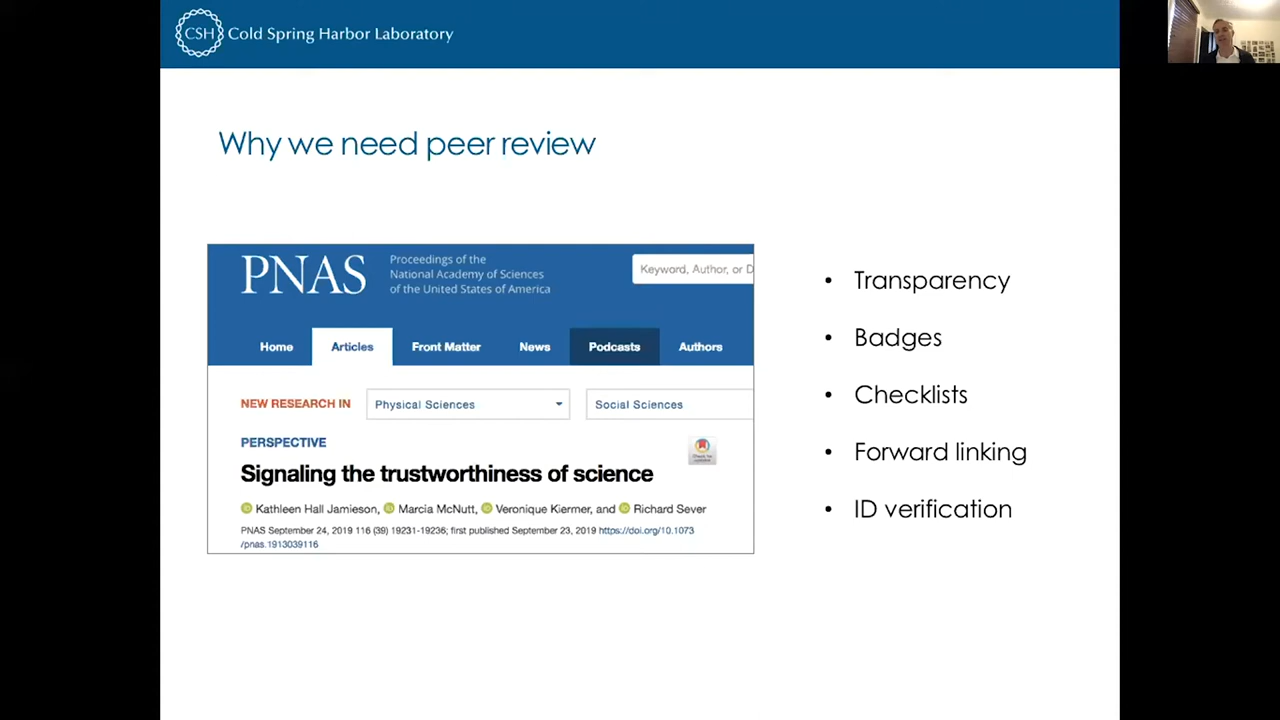 CSH Cold Spring Harbor Laboratory
Why we need peer review
PNAS
Proceedings of the
National Academy of Sciences
of the United States of America
Keyword, Author, or D
Home Articles Front Matter News Podcasts Authors
NEW RESEARCH IN Physical Sciences Social Sciences
PERSPECTIVE
Check for
updates
Signaling the trustworthiness of science
Kathleen Hall Jamieson, Marcia McNutt, Veronique Kiermer, and Richard Sever
PNAS September 24, 2019 116 (39) 19231-19236; first published September 23, 2019 https://doi.org/10.1073
/pnas.1913039116
• Transparency
• Badges
• Checklists
• Forward linking
• ID verification